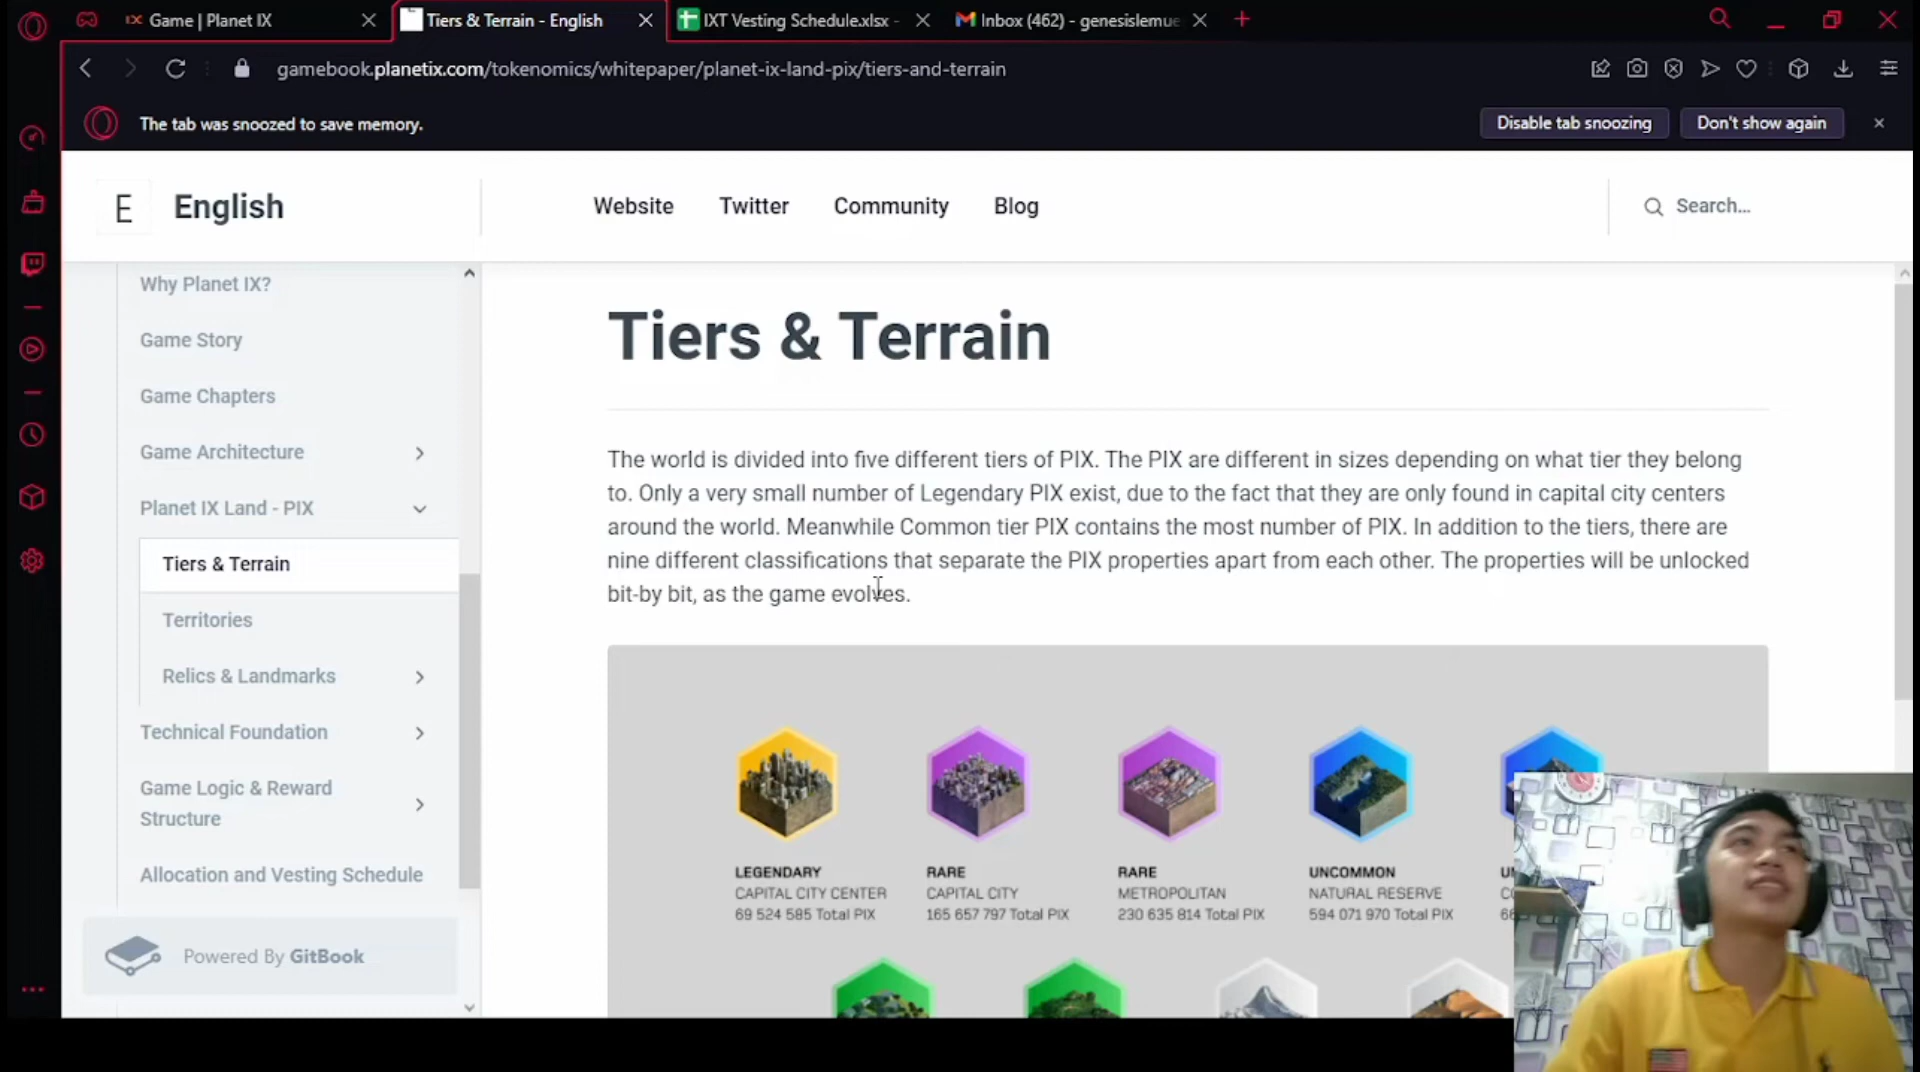 Game | Planet IX
Tiers & Terrain - English
IXT Vesting Schedule.xlsx -
Inbox (462) - genesislemue
gamebook.planetix.com/tokenomics/whitepaper/planet-ix-land-pix/tiers-and-terrain
The tab was snoozed to save memory.
Disable tab snoozing
Don't show again
E English
Website Twitter Community Blog
Search...
Why Planet IX?
Game Story
Game Chapters
Game Architecture
Planet IX Land - PIX
Tiers & Terrain
Territories
Relics & Landmarks
Technical Foundation
Game Logic & Reward
Structure
Allocation and Vesting Schedule
Powered By GitBook
Tiers & Terrain
The world is divided into five different tiers of PIX. The PIX are different in sizes depending on what tier they belong
to. Only a very small number of Legendary PIX exist, due to the fact that they are only found in capital city centers
around the world. Meanwhile Common tier PIX contains the most number of PIX. In addition to the tiers, there are
nine different classifications that separate the PIX properties apart from each other. The properties will be unlocked
bit-by bit, as the game evolves.
LEGENDARY
CAPITAL CITY CENTER
69 524 585 Total PIX
RARE
CAPITAL CITY
165 657 797 Total PIX
RARE
METROPOLITAN
230 635 814 Total PIX
UNCOMMON
NATURAL RESERVE
594 071 970 Total PIX